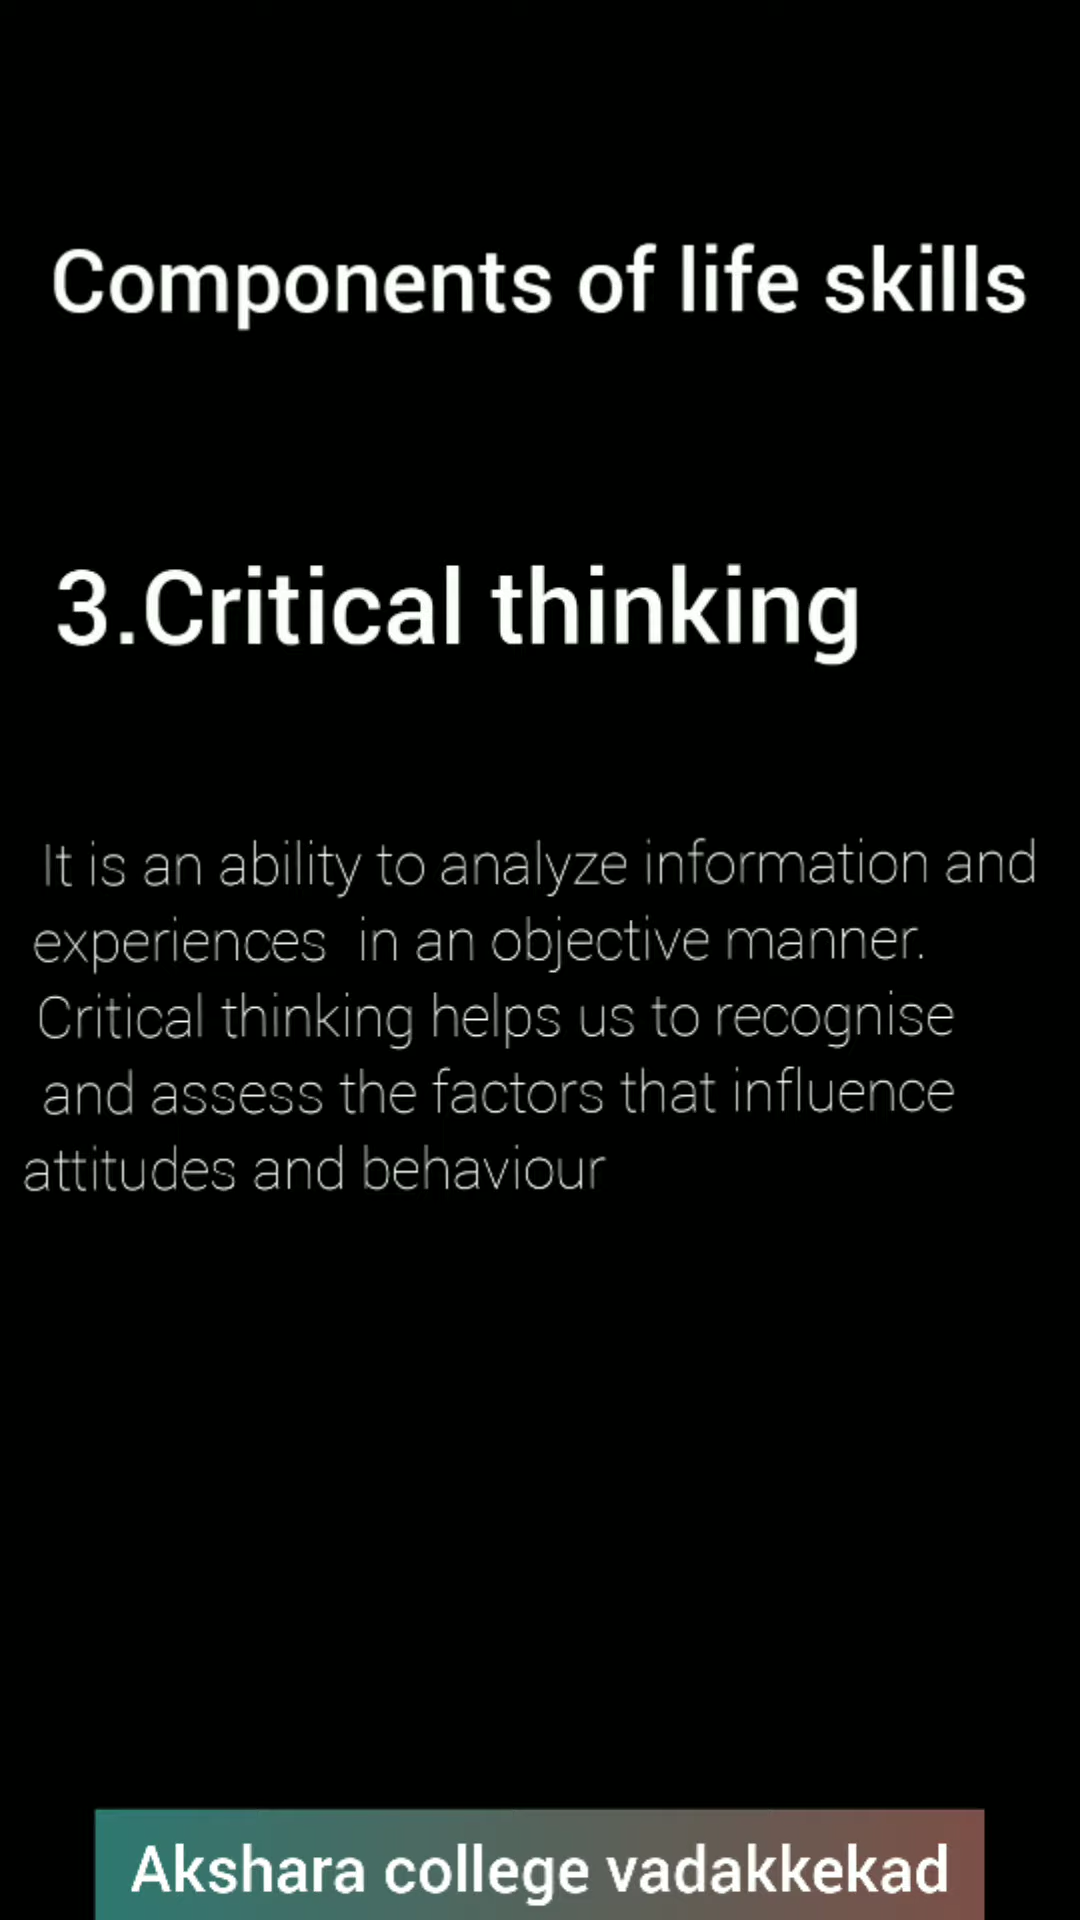 Components of life skills
3.Critical thinking
It is an ability to analyze information and
experiences  in an objective manner.
Critical thinking helps us to recognise
and assess the factors that influence
attitudes and behaviour
Akshara college vadakkekad